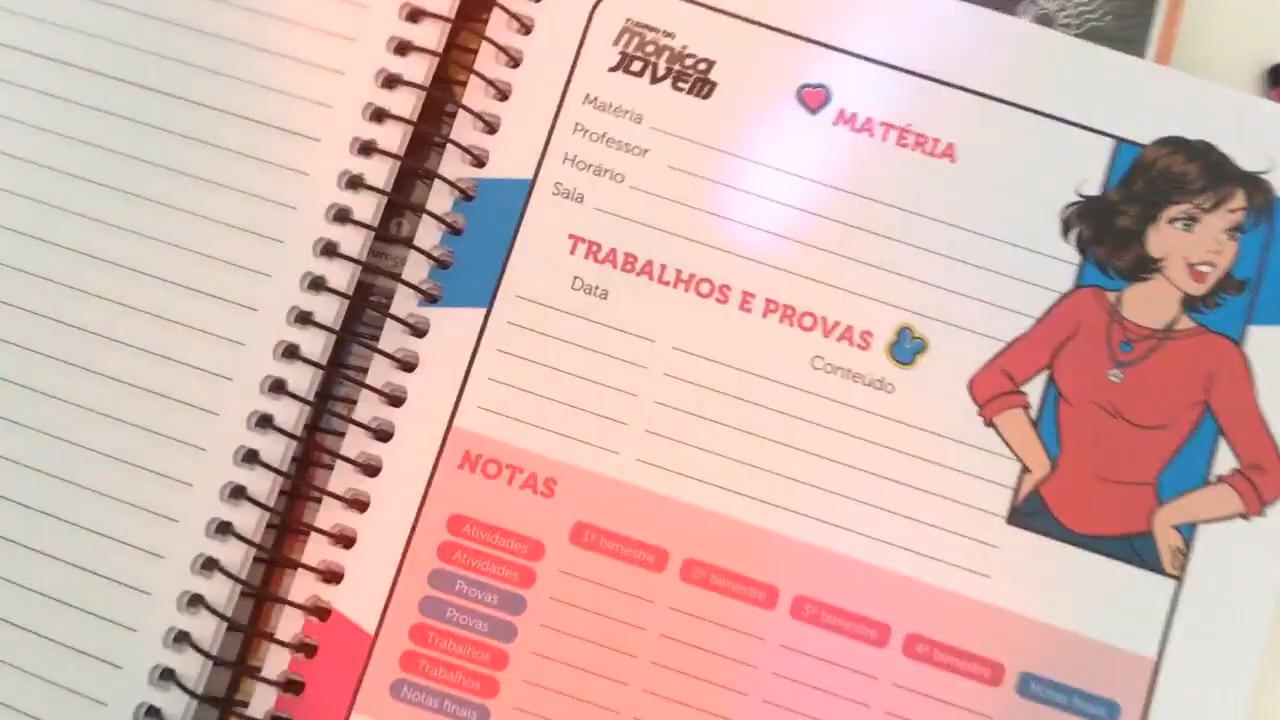 TURMA DA
MÔNICA
JOVEM
MATÉRIA
Matéria
Professor
Horário
Sala
TRABALHOS E PROVAS
Data
Conteúdo
NOTAS
Atividades
1º bimestre
2º bimestre
3º bimestre
4º bimestre
Notas finais
Atividades
Provas
Provas
Trabalhos
Trabalhos
Notas finais